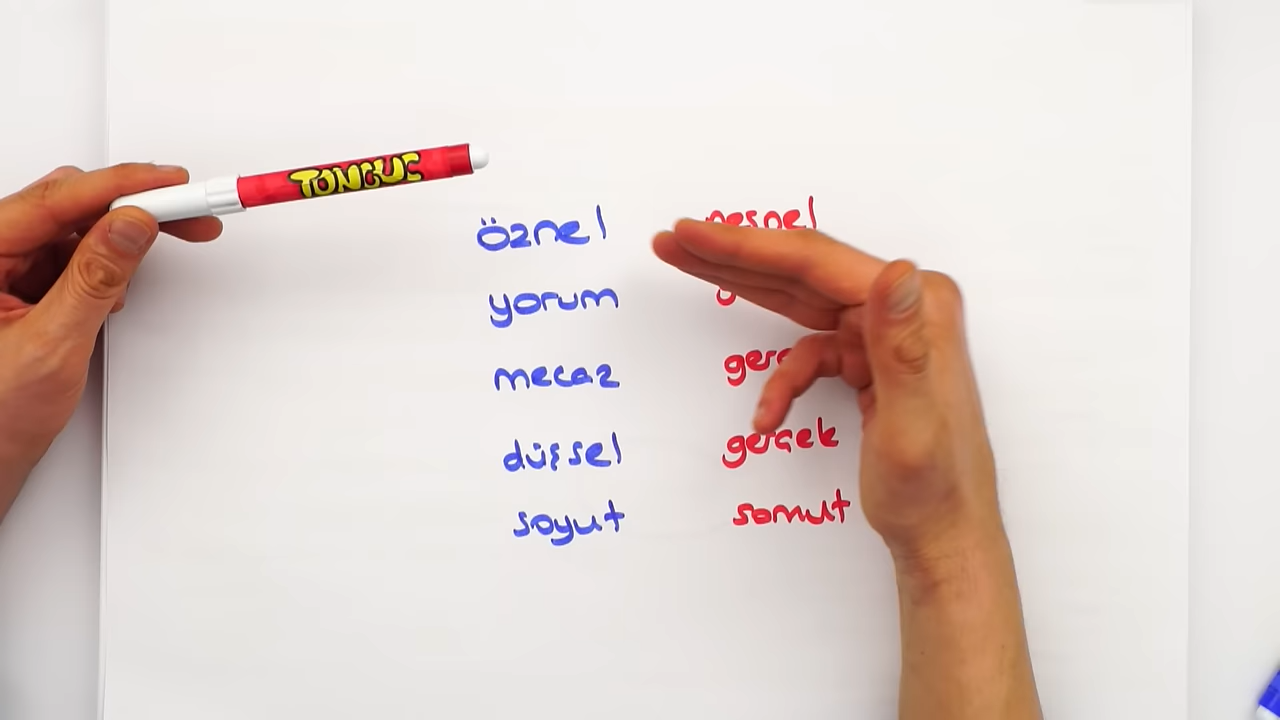 TONGUÇ
öznel nesnel
yorum
mecaz
düşsel gerçek
soyut somut